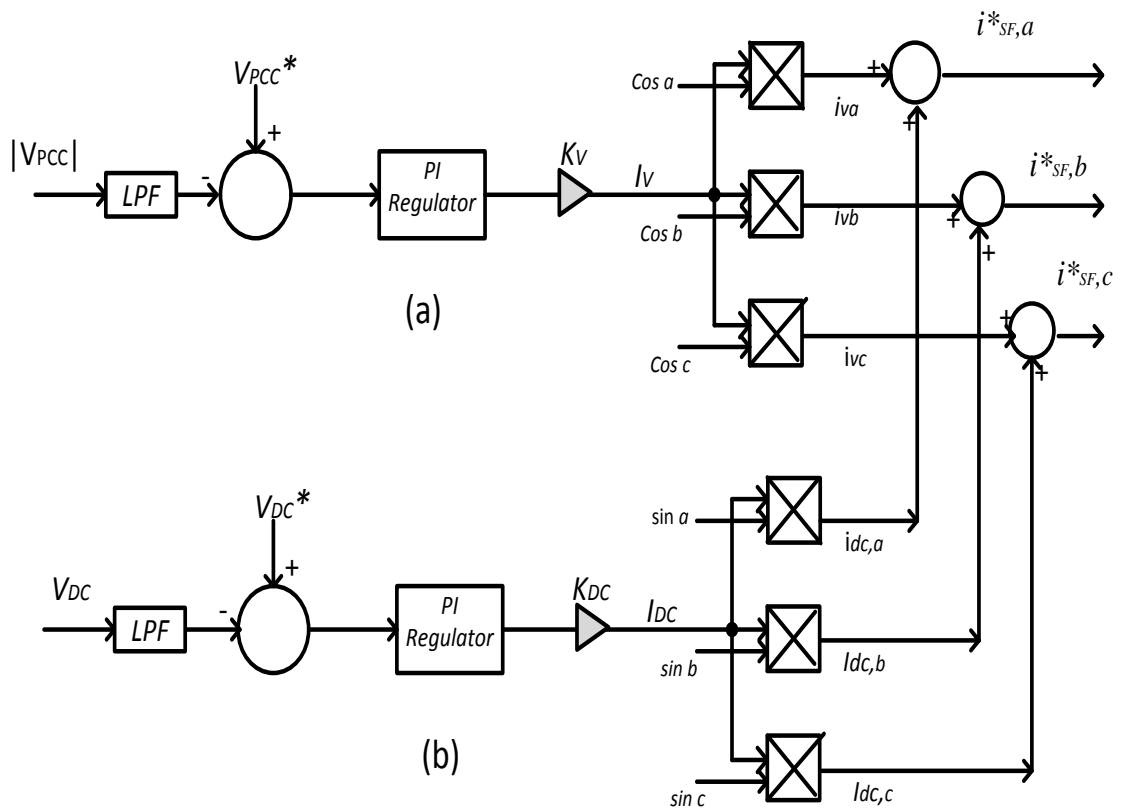 i*SF,a
VPCC*
Cos a
+
iva
+
+
|VPCC|
LPF
-
PI
Regulator
KV
IV
i*SF,b
Cos b
ivb
+
+
(a)
i*SF,c
Cos c
ivc
+
+
VDC*
sin a
idc,a
+
VDC
LPF
-
PI
Regulator
KDC
IDC
sin b
Idc,b
(b)
sin c
Idc,c